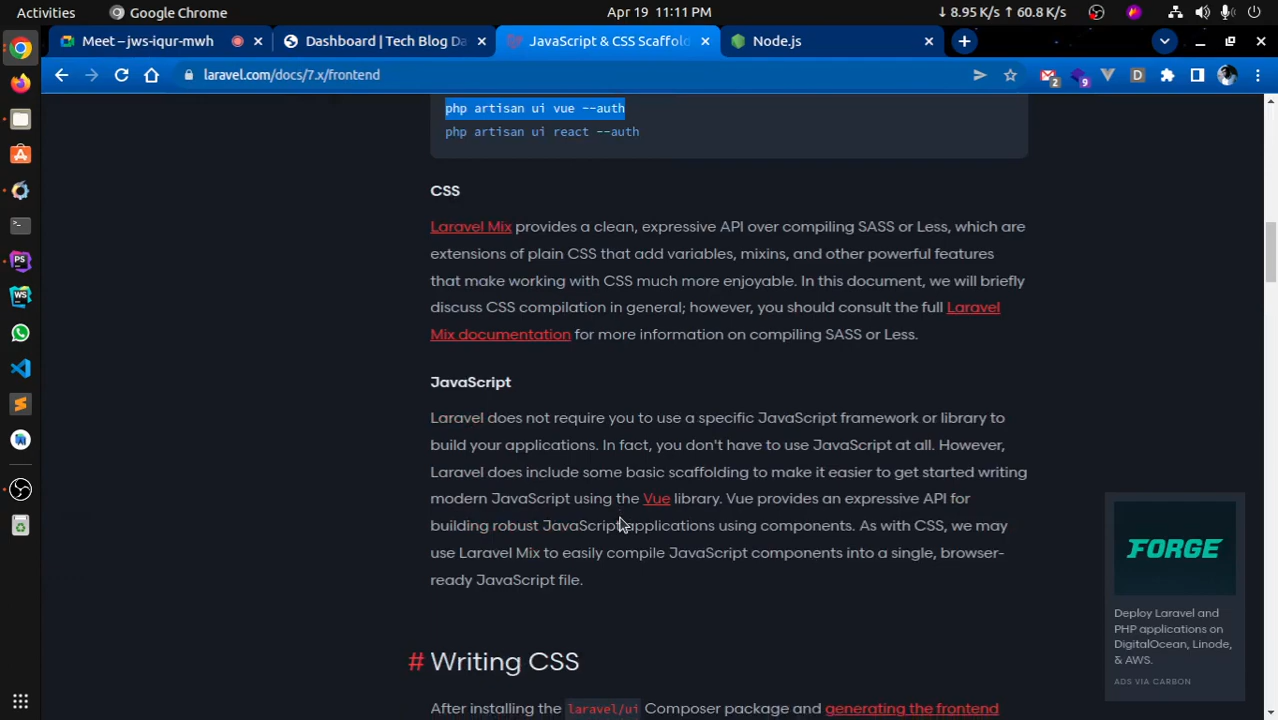 Activities
Google Chrome
Apr 19 11:11 PM
↓ 8.95 K/s ↑ 60.8 K/s
Meet – jws-iqur-mwh
Dashboard | Tech Blog Da
JavaScript & CSS Scaffold
Node.js
laravel.com/docs/7.x/frontend
2
9
php artisan ui vue --auth
php artisan ui react --auth
CSS
Laravel Mix provides a clean, expressive API over compiling SASS or Less, which are
extensions of plain CSS that add variables, mixins, and other powerful features
that make working with CSS much more enjoyable. In this document, we will briefly
discuss CSS compilation in general; however, you should consult the full Laravel
Mix documentation for more information on compiling SASS or Less.
JavaScript
Laravel does not require you to use a specific JavaScript framework or library to
build your applications. In fact, you don't have to use JavaScript at all. However,
Laravel does include some basic scaffolding to make it easier to get started writing
modern JavaScript using the Vue library. Vue provides an expressive API for
building robust JavaScript applications using components. As with CSS, we may
use Laravel Mix to easily compile JavaScript components into a single, browser-
ready JavaScript file.
FORGE
Deploy Laravel and
PHP applications on
DigitalOcean, Linode,
& AWS.
ADS VIA CARBON
# Writing CSS
After installing the laravel/ui Composer package and generating the frontend